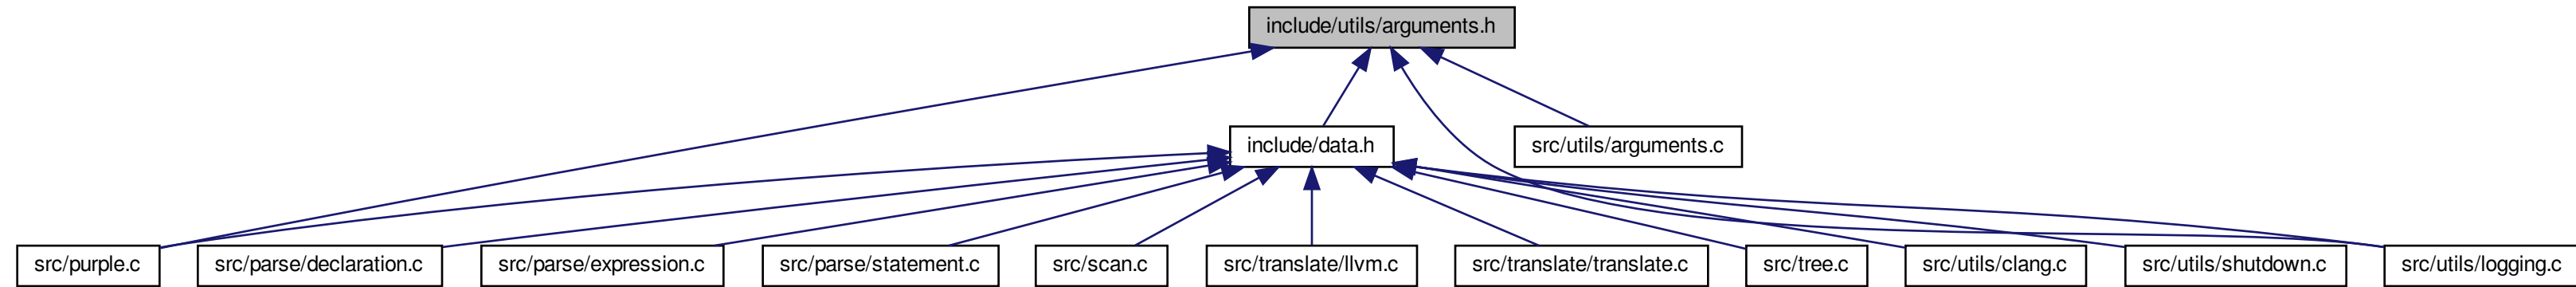 include/utils/arguments.h
include/data.h
src/utils/arguments.c
src/purple.c
src/parse/declaration.c
src/parse/expression.c
src/parse/statement.c
src/scan.c
src/translate/llvm.c
src/translate/translate.c
src/tree.c
src/utils/clang.c
src/utils/shutdown.c
src/utils/logging.c